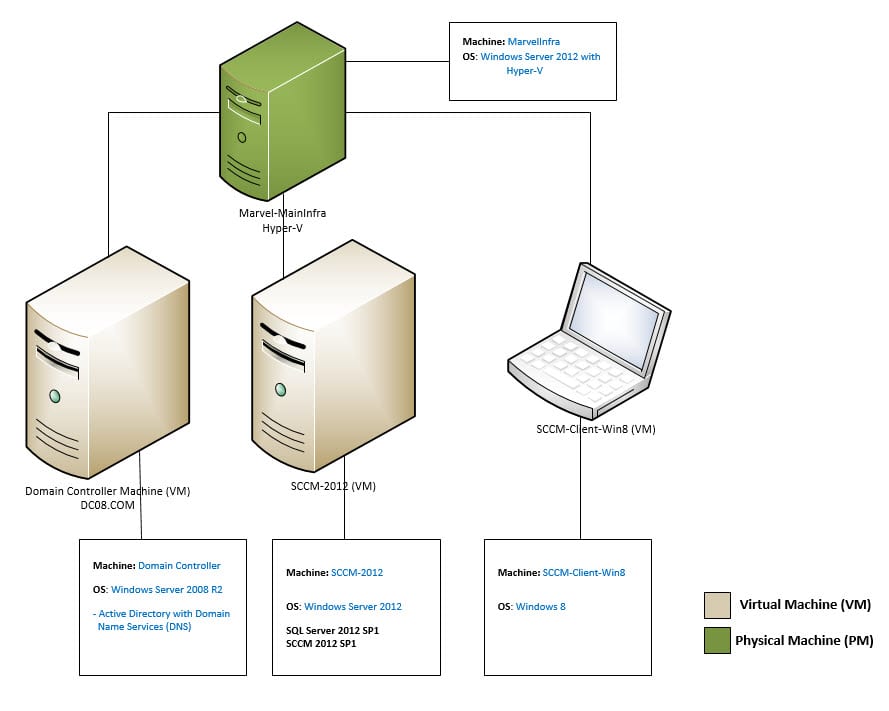 Machine: MarvelInfra
OS: Windows Server 2012 with
Hyper-V
Marvel-MainInfra
Hyper-V
SCCM-Client-Win8 (VM)
Domain Controller Machine (VM)
DC08.COM
SCCM-2012 (VM)
Machine: Domain Controller
OS: Windows Server 2008 R2
- Active Directory with Domain
Name Services (DNS)
Machine: SCCM-2012
OS: Windows Server 2012
SQL Server 2012 SP1
SCCM 2012 SP1
Machine: SCCM-Client-Win8
OS: Windows 8
Virtual Machine (VM)
Physical Machine (PM)